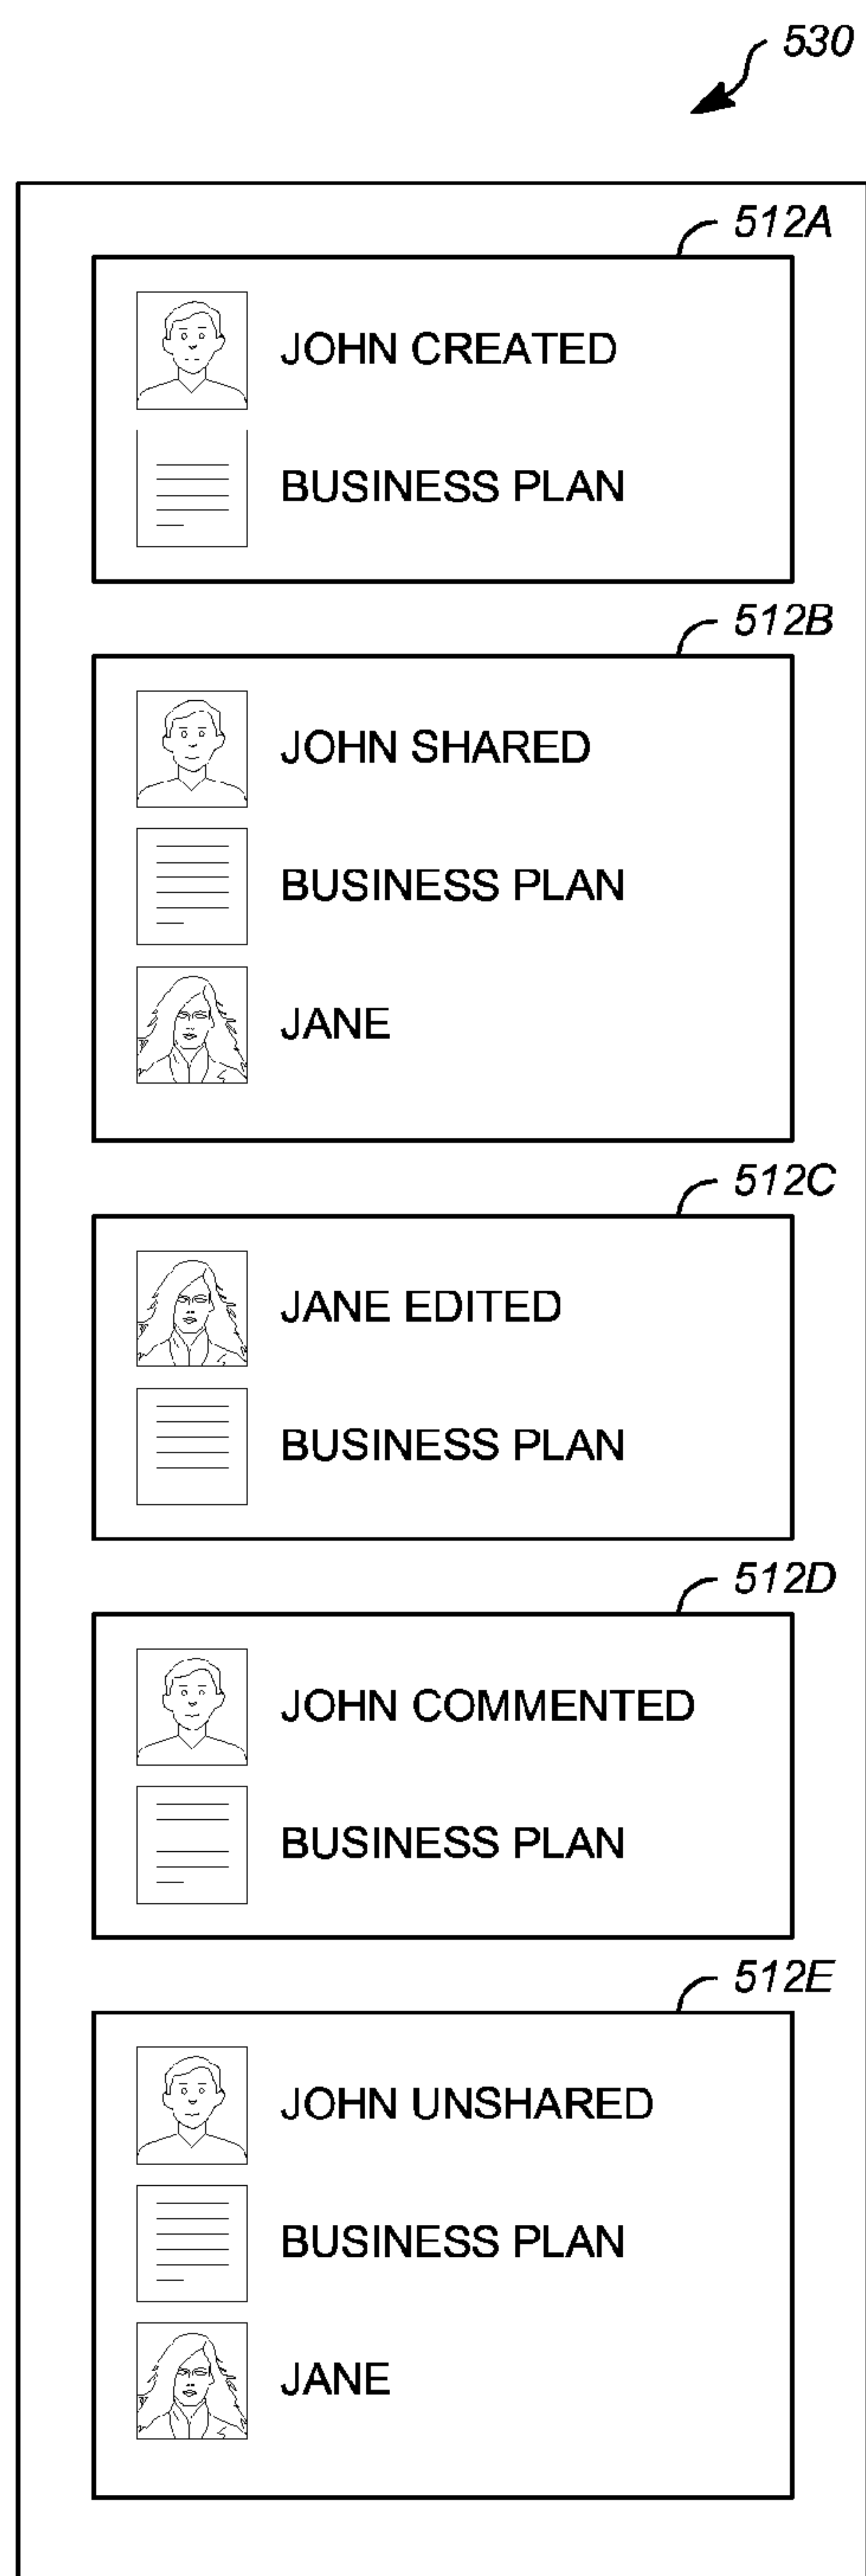 530
512A
JOHN CREATED
BUSINESS PLAN
512B
JOHN SHARED
BUSINESS PLAN
JANE
512C
JANE EDITED
BUSINESS PLAN
512D
JOHN COMMENTED
BUSINESS PLAN
512E
JOHN UNSHARED
BUSINESS PLAN
JANE